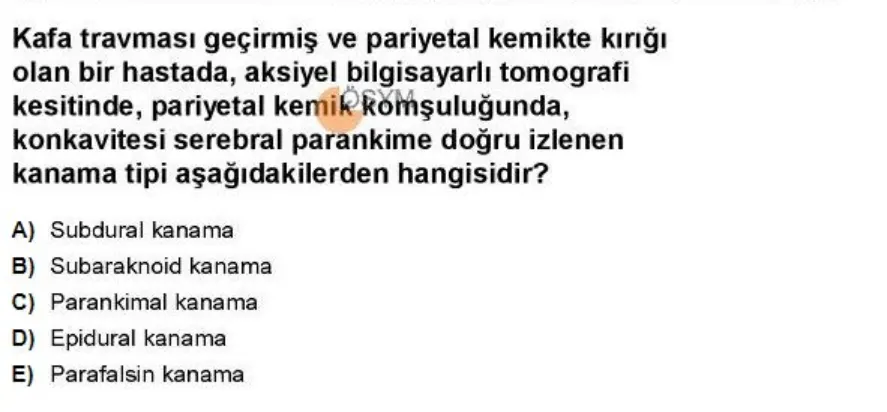 Kafa travması geçirmiş ve pariyetal kemikte kırığı
olan bir hastada, aksiyel bilgisayarlı tomografi
kesitinde, pariyetal kemik komşuluğunda,
konkavitesi serebral parankime doğru izlenen
kanama tipi aşağıdakilerden hangisidir?
ÖSYM
A) Subdural kanama
B) Subaraknoid kanama
C) Parankimal kanama
D) Epidural kanama
E) Parafalsin kanama